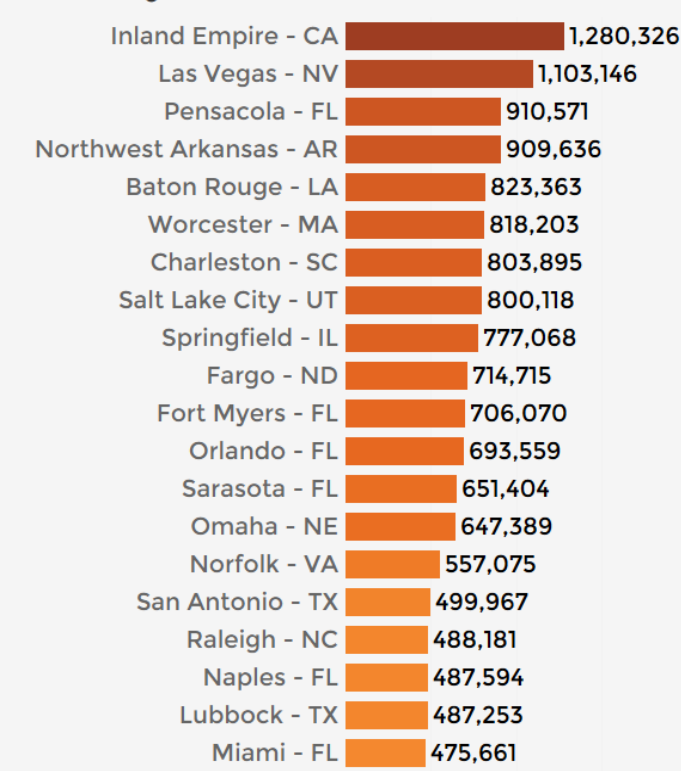 Inland Empire - CA 1,280,326
Las Vegas - NV 1,103,146
Pensacola - FL 910,571
Northwest Arkansas - AR 909,636
Baton Rouge - LA 823,363
Worcester - MA 818,203
Charleston - SC 803,895
Salt Lake City - UT 800,118
Springfield - IL 777,068
Fargo - ND 714,715
Fort Myers - FL 706,070
Orlando - FL 693,559
Sarasota - FL 651,404
Omaha - NE 647,389
Norfolk - VA 557,075
San Antonio - TX 499,967
Raleigh - NC 488,181
Naples - FL 487,594
Lubbock - TX 487,253
Miami - FL 475,661